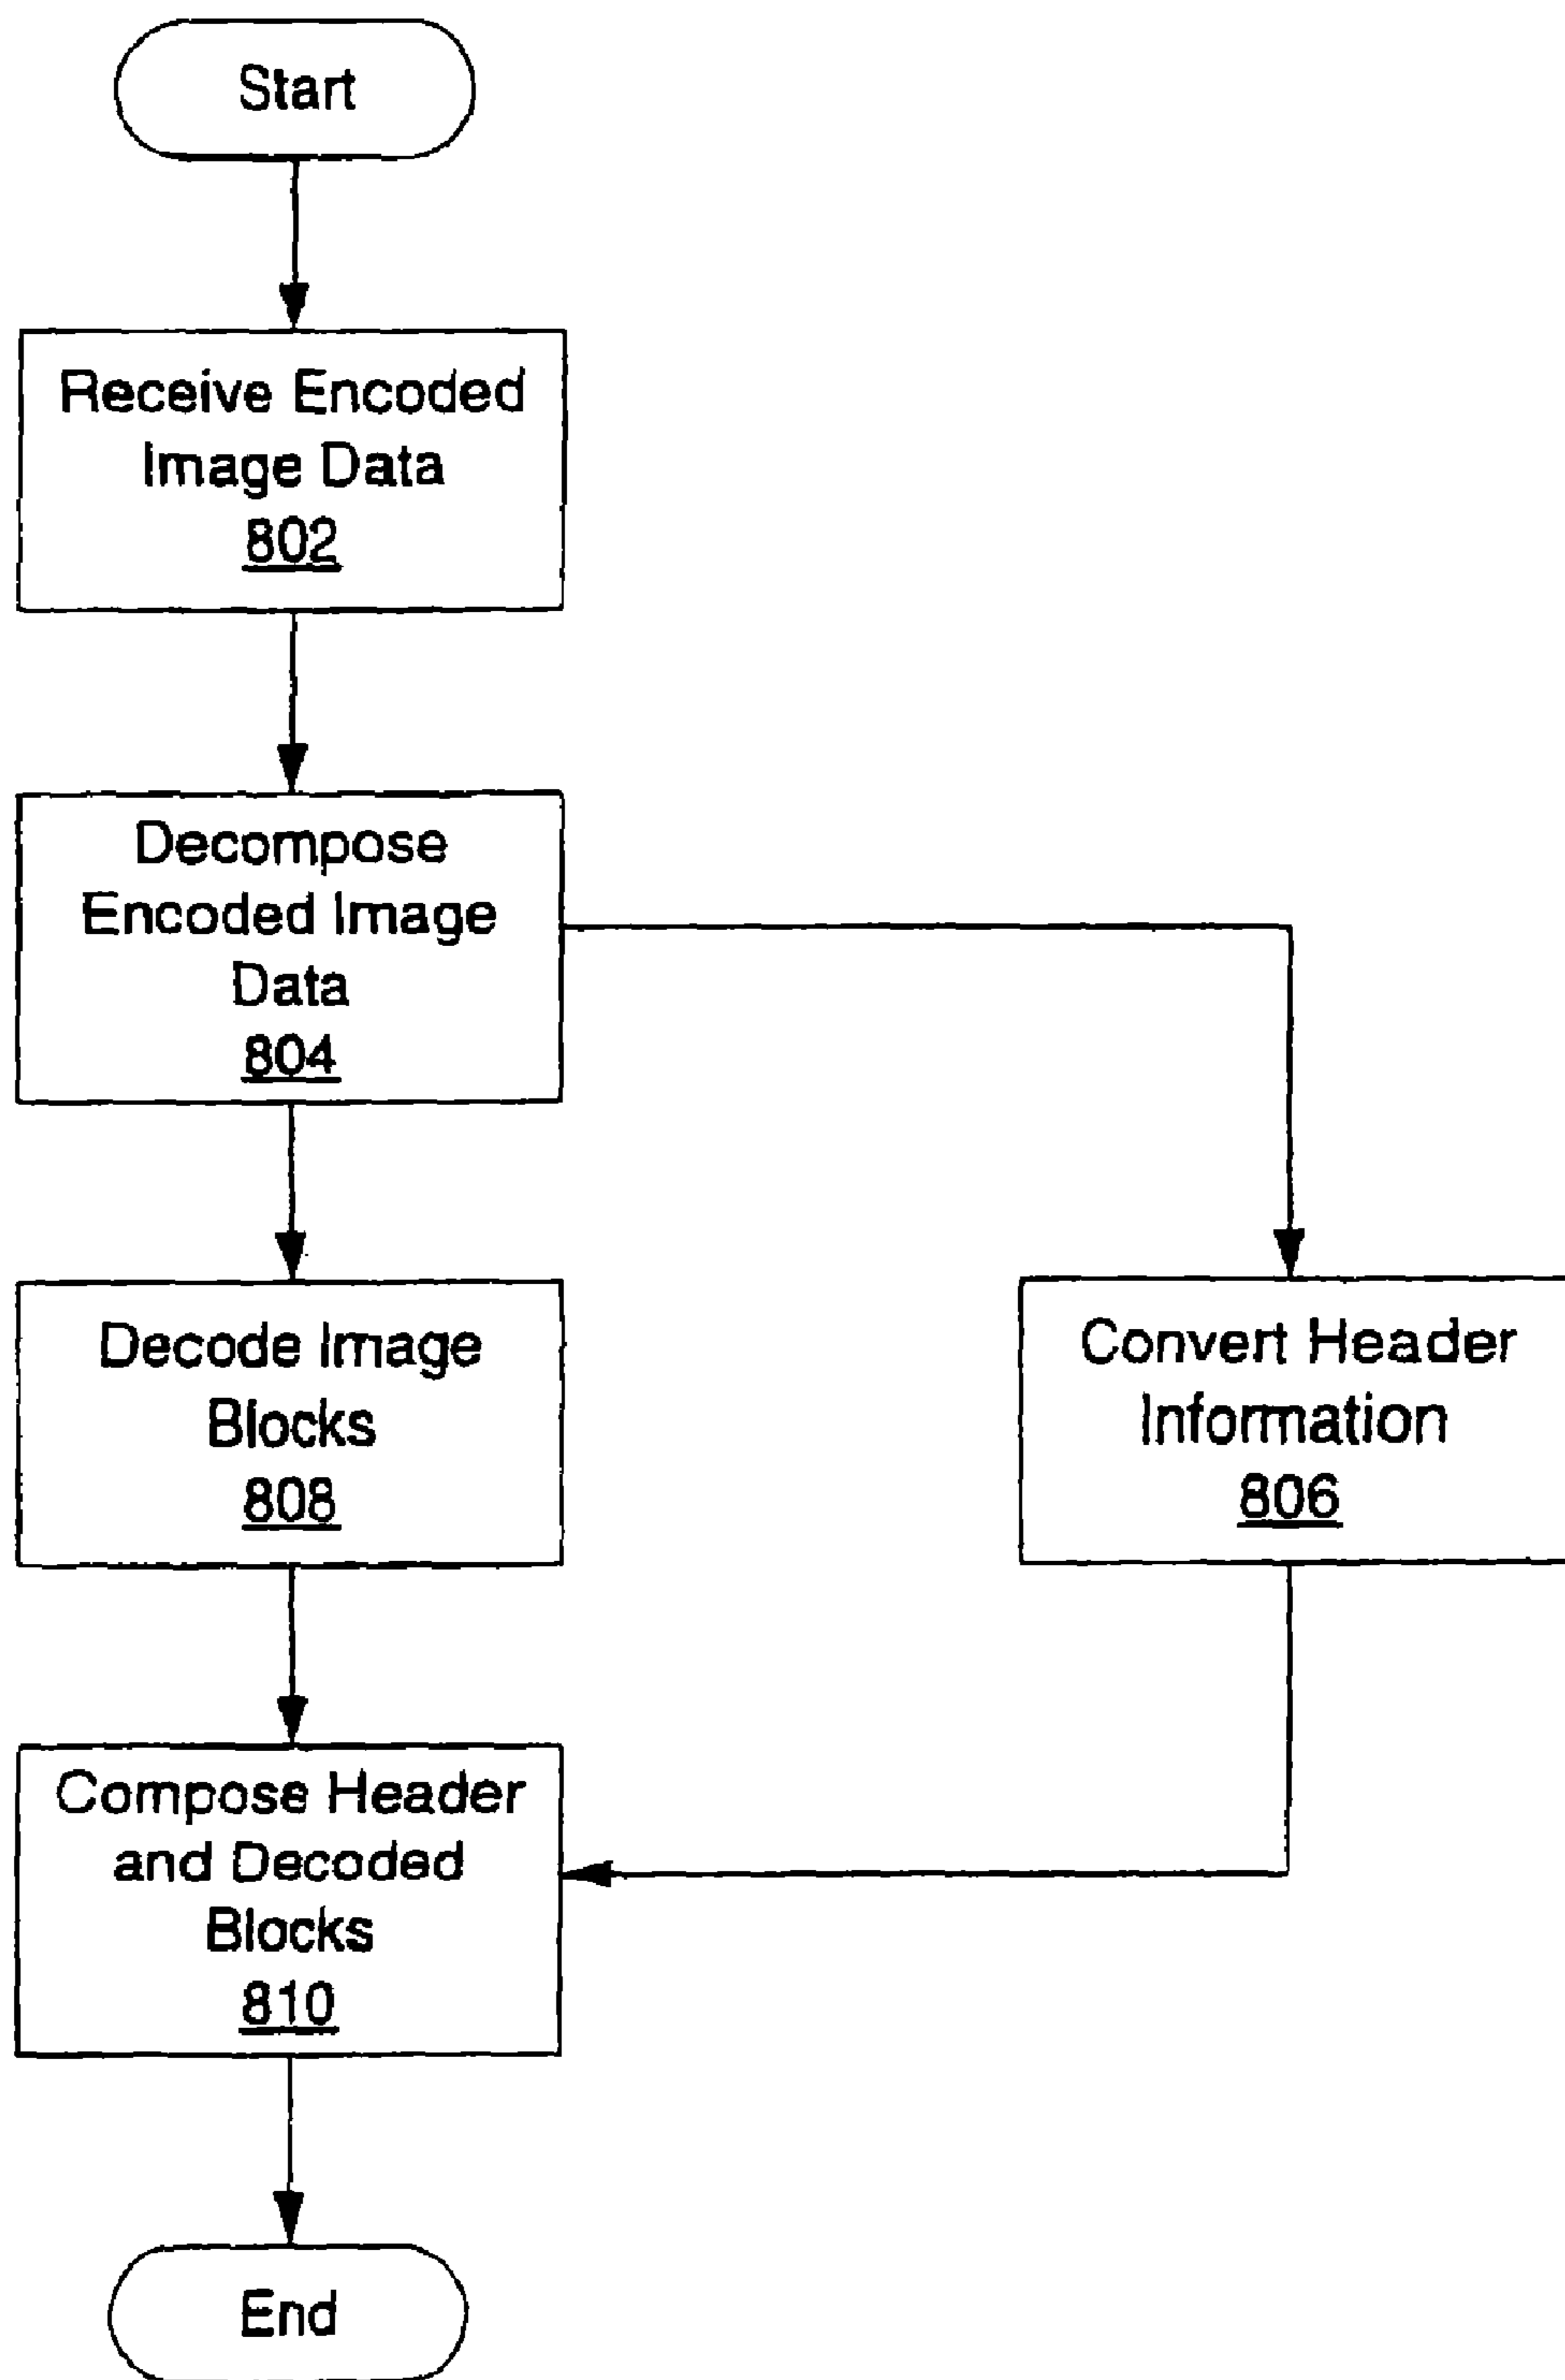 Start
Receive Encoded
Image Data
802
Decompose
Encoded Image
Data
804
Decode Image
Blocks
808
Convert Header
Information
806
Compose Header
and Decoded
Blocks
810
End